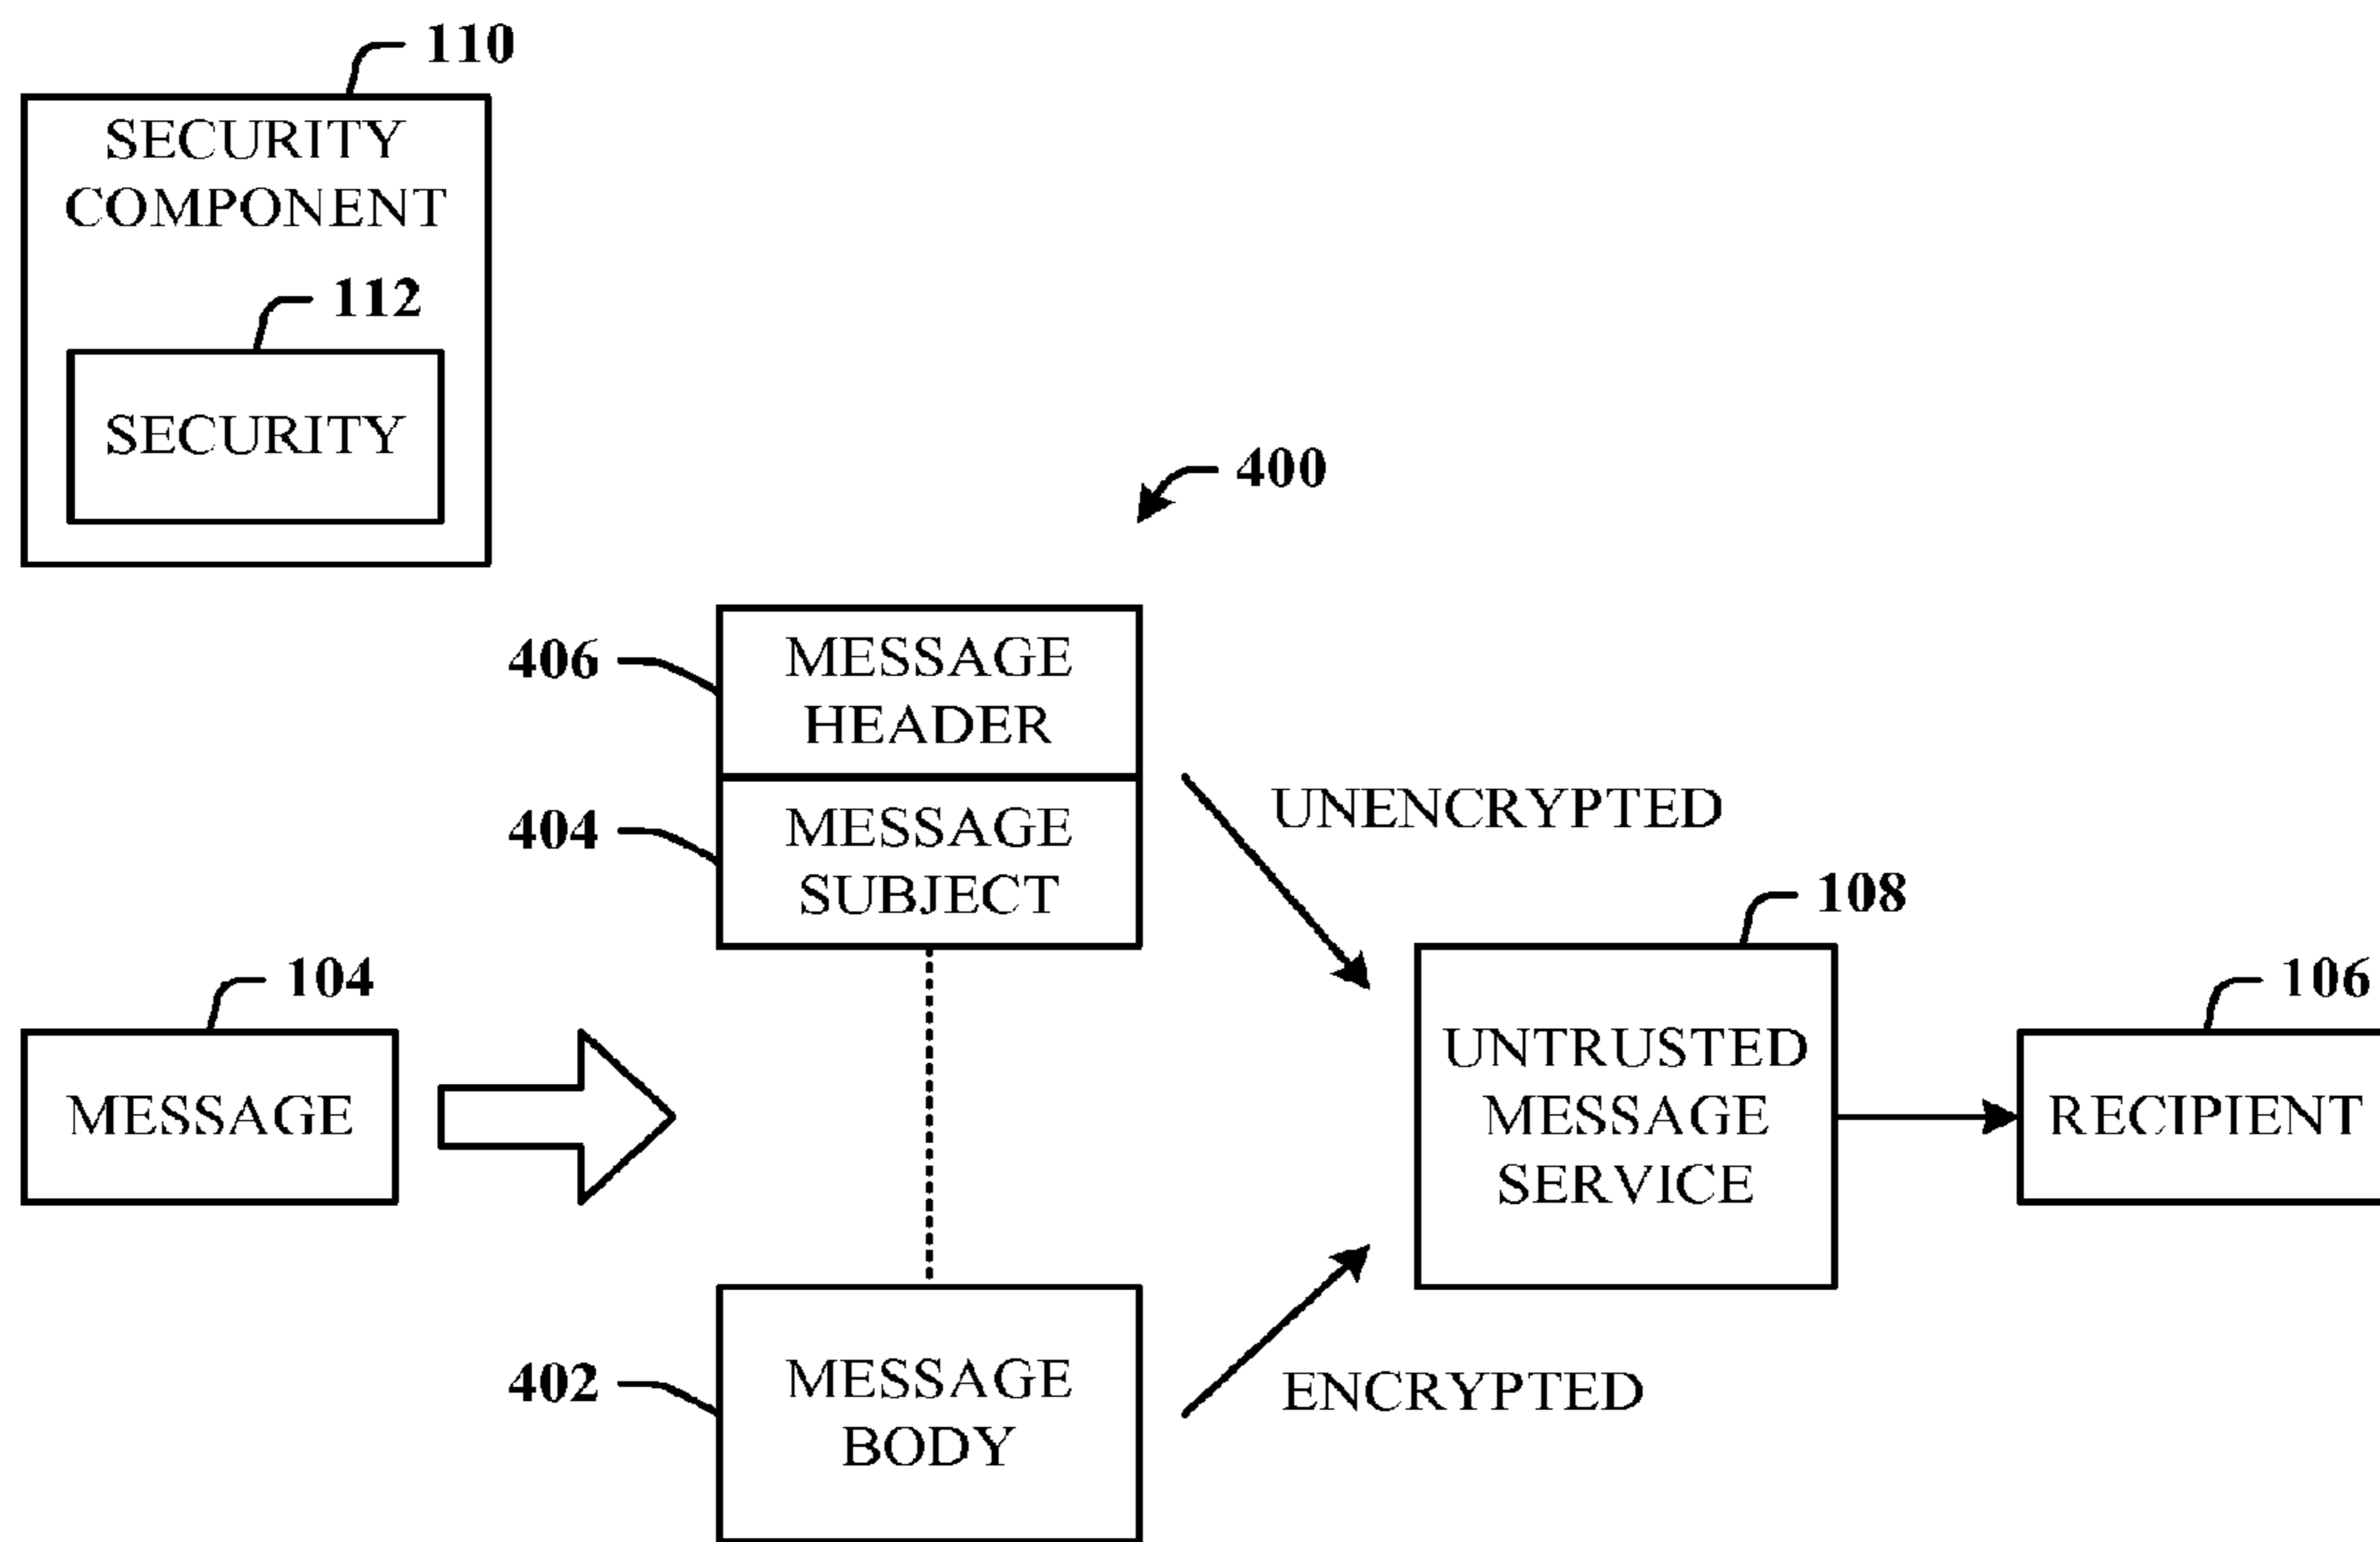 110
SECURITY
COMPONENT
112
SECURITY
400
406
MESSAGE
HEADER
404
MESSAGE
SUBJECT
UNENCRYPTED
108
104
106
MESSAGE
UNTRUSTED
MESSAGE
SERVICE
RECIPIENT
402
MESSAGE
BODY
ENCRYPTED